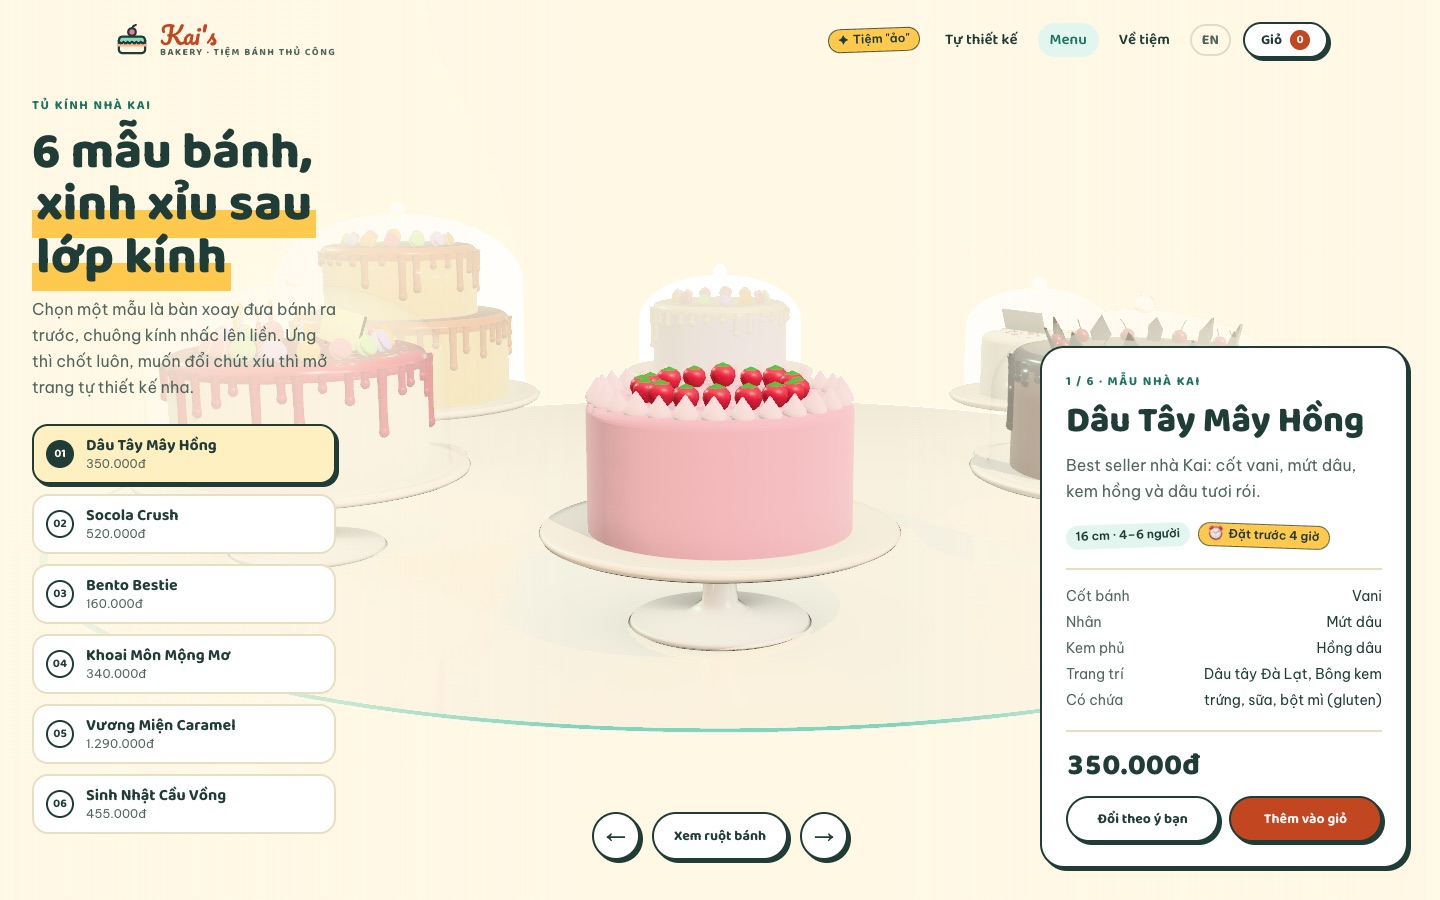 Kai's
BAKERY · TIỆM BÁNH THỦ CÔNG
✦ Tiệm "ảo"
Tự thiết kế
Menu
Về tiệm
EN
Giỏ 0
TỦ KÍNH NHÀ KAI
6 mẫu bánh,
xinh xỉu sau
lớp kính
Chọn một mẫu là bàn xoay đưa bánh ra
trước, chuông kính nhấc lên liền. Ưng
thì chốt luôn, muốn đổi chút xíu thì mở
trang tự thiết kế nha.
01 Dâu Tây Mây Hồng
350.000đ
02 Socola Crush
520.000đ
03 Bento Bestie
160.000đ
04 Khoai Môn Mộng Mơ
340.000đ
05 Vương Miện Caramel
1.290.000đ
06 Sinh Nhật Cầu Vồng
455.000đ
← Xem ruột bánh →
1 / 6 · MẪU NHÀ KAI
Dâu Tây Mây Hồng
Best seller nhà Kai: cốt vani, mứt dâu,
kem hồng và dâu tươi rói.
16 cm · 4–6 người
⏰ Đặt trước 4 giờ
Cốt bánh Vani
Nhân Mứt dâu
Kem phủ Hồng dâu
Trang trí Dâu tây Đà Lạt, Bông kem
Có chứa trứng, sữa, bột mì (gluten)
350.000đ
Đổi theo ý bạn
Thêm vào giỏ